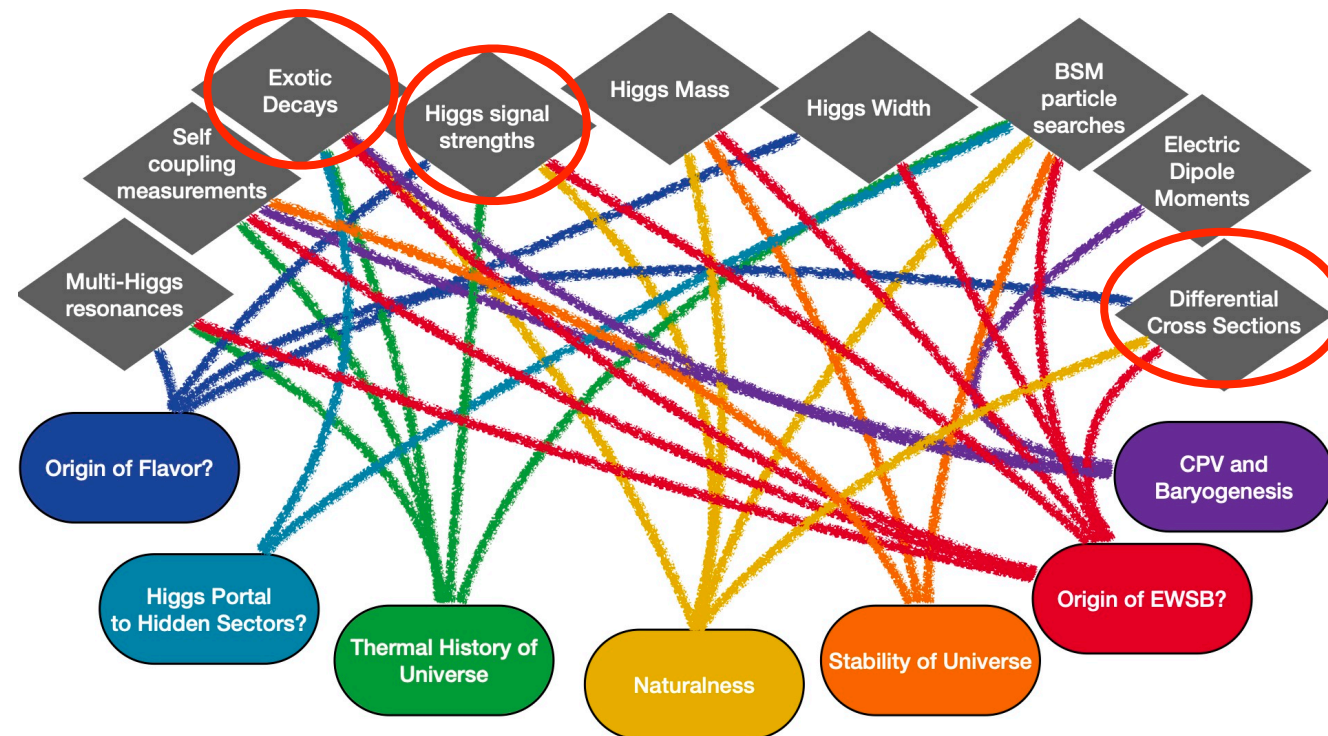 Exotic
Decays
Higgs signal
strengths
Higgs Mass
Higgs Width
BSM
particle
searches
Self
coupling
measurements
Electric
Dipole
Moments
Multi-Higgs
resonances
Differential
Cross Sections
Origin of Flavor?
CPV and
Baryogenesis
Higgs Portal
to Hidden Sectors?
Origin of EWSB?
Thermal History of
Universe
Naturalness
Stability of Universe